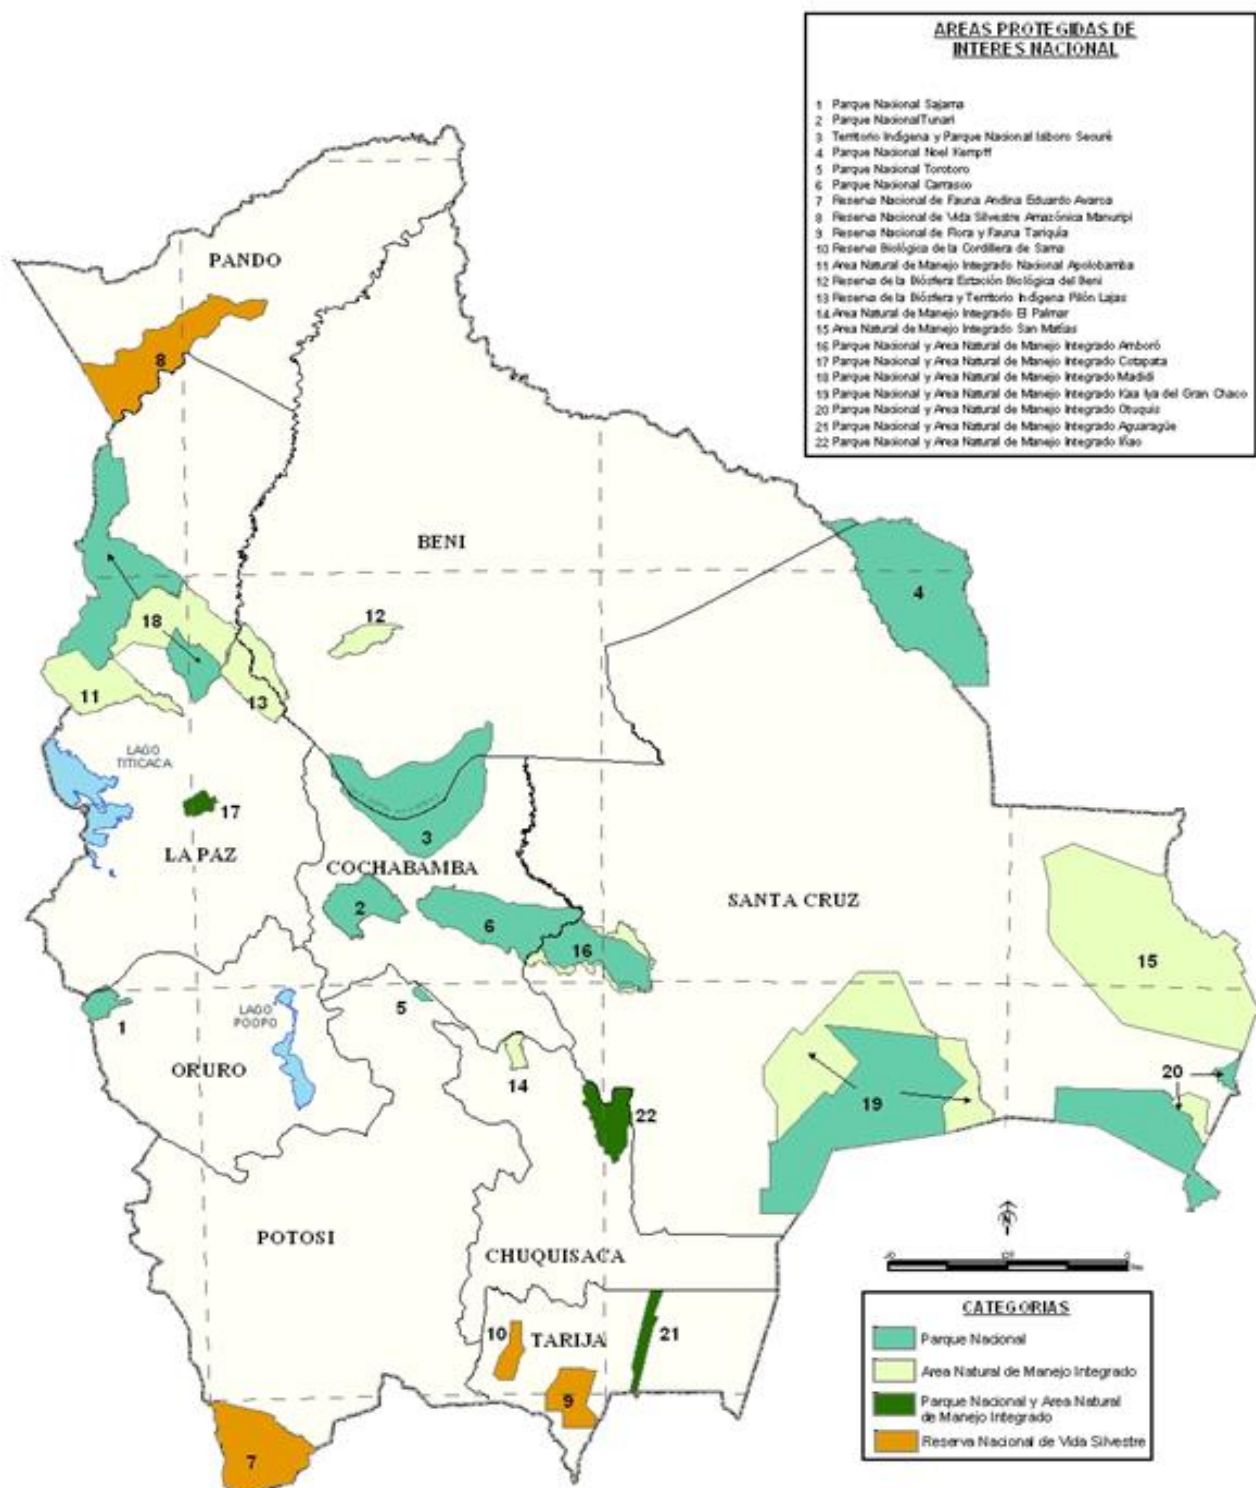 AREAS PROTEGIDAS DE
INTERES NACIONAL
1 Parque Nacional Sajama
2 Parque NacionalTunari
3 Territorio Indígena y Parque Nacional Isiboro Securé
4 Parque Nacional Noel Kempff
5 Parque Nacional Torotoro
6 Parque Nacional Carrasco
7 Reserva Nacional de Fauna Andina Eduardo Avaroa
8 Reserva Nacional de Vida Silvestre Amazónica Manuripi
9 Reserva Nacional de Flora y Fauna Tariquía
10 Reserva Biológica de la Cordillera de Sama
11 Area Natural de Manejo Integrado Nacional Apolobamba
12 Reserva de la Biósfera Estación Biológica del Beni
13 Reserva de la Biósfera y Territorio Indígena Pilón Lajas
14 Area Natural de Manejo Integrado El Palmar
15 Area Natural de Manejo Integrado San Matías
16 Parque Nacional y Area Natural de Manejo Integrado Amboró
17 Parque Nacional y Area Natural de Manejo Integrado Cotapata
18 Parque Nacional y Area Natural de Manejo Integrado Madidi
19 Parque Nacional y Area Natural de Manejo Integrado Kaa Iya del Gran Chaco
20 Parque Nacional y Area Natural de Manejo Integrado Otuquis
21 Parque Nacional y Area Natural de Manejo Integrado Aguaragüe
22 Parque Nacional y Area Natural de Manejo Integrado Iñao
PANDO
8
BENI
4
12
18
11
13
LAGO
TITICACA
17
3
LA PAZ
COCHABAMBA
SANTA CRUZ
2
6
16
15
5
LAGO
POOPO
1
ORURO
14
20
19
22
POTOSI
CHUQUISACA
10
TARIJA
21
9
7
CATEGORIAS
Parque Nacional
Area Natural de Manejo Integrado
Parque Nacional y Area Natural
de Manejo Integrado
Reserva Nacional de Vida Silvestre